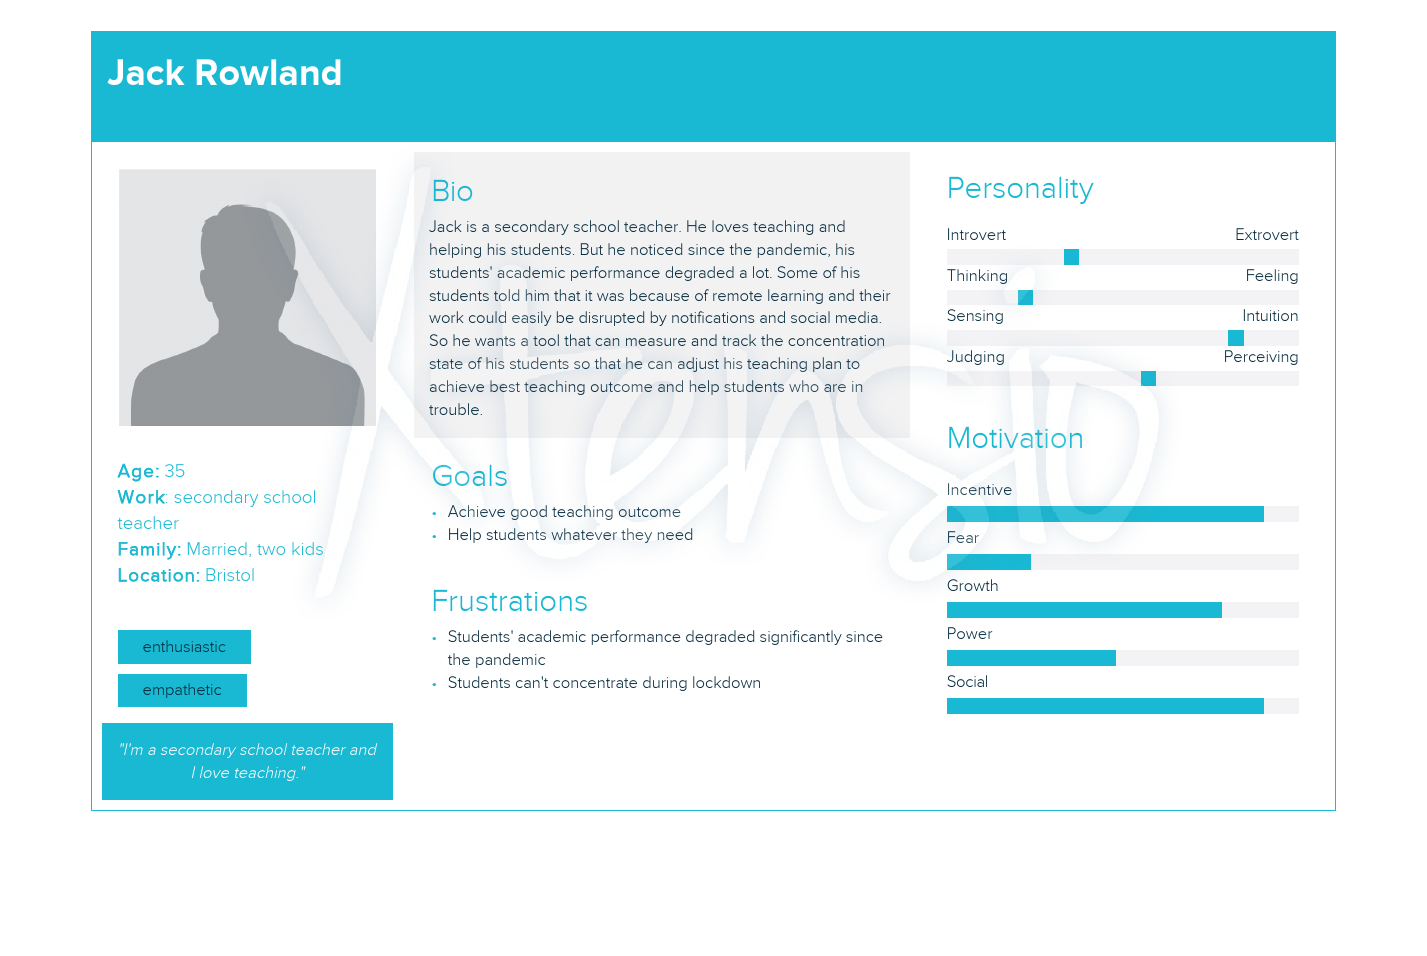 Jack Rowland
Age: 35
Work: secondary school
teacher
Family: Married, two kids
Location: Bristol
enthusiastic
empathetic
"I'm a secondary school teacher and
I love teaching."
Bio
Jack is a secondary school teacher. He loves teaching and
helping his students. But he noticed since the pandemic, his
students' academic performance degraded a lot. Some of his
students told him that it was because of remote learning and their
work could easily be disrupted by notifications and social media.
So he wants a tool that can measure and track the concentration
state of his students so that he can adjust his teaching plan to
achieve best teaching outcome and help students who are in
trouble.
Goals
• Achieve good teaching outcome
• Help students whatever they need
Frustrations
• Students' academic performance degraded significantly since
the pandemic
• Students can't concentrate during lockdown
Personality
Introvert Extrovert
Thinking Feeling
Sensing Intuition
Judging Perceiving
Motivation
Incentive
Fear
Growth
Power
Social
Xtensio